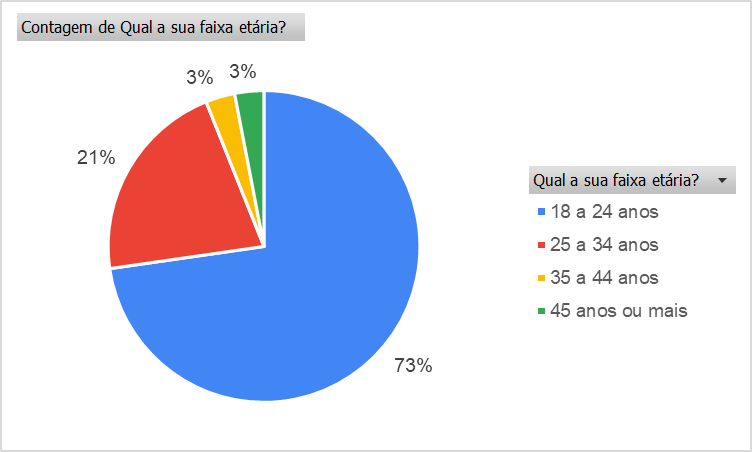 Contagem de Qual a sua faixa etária?
3%
3%
21%
73%
Qual a sua faixa etária?
18 a 24 anos
25 a 34 anos
35 a 44 anos
45 anos ou mais